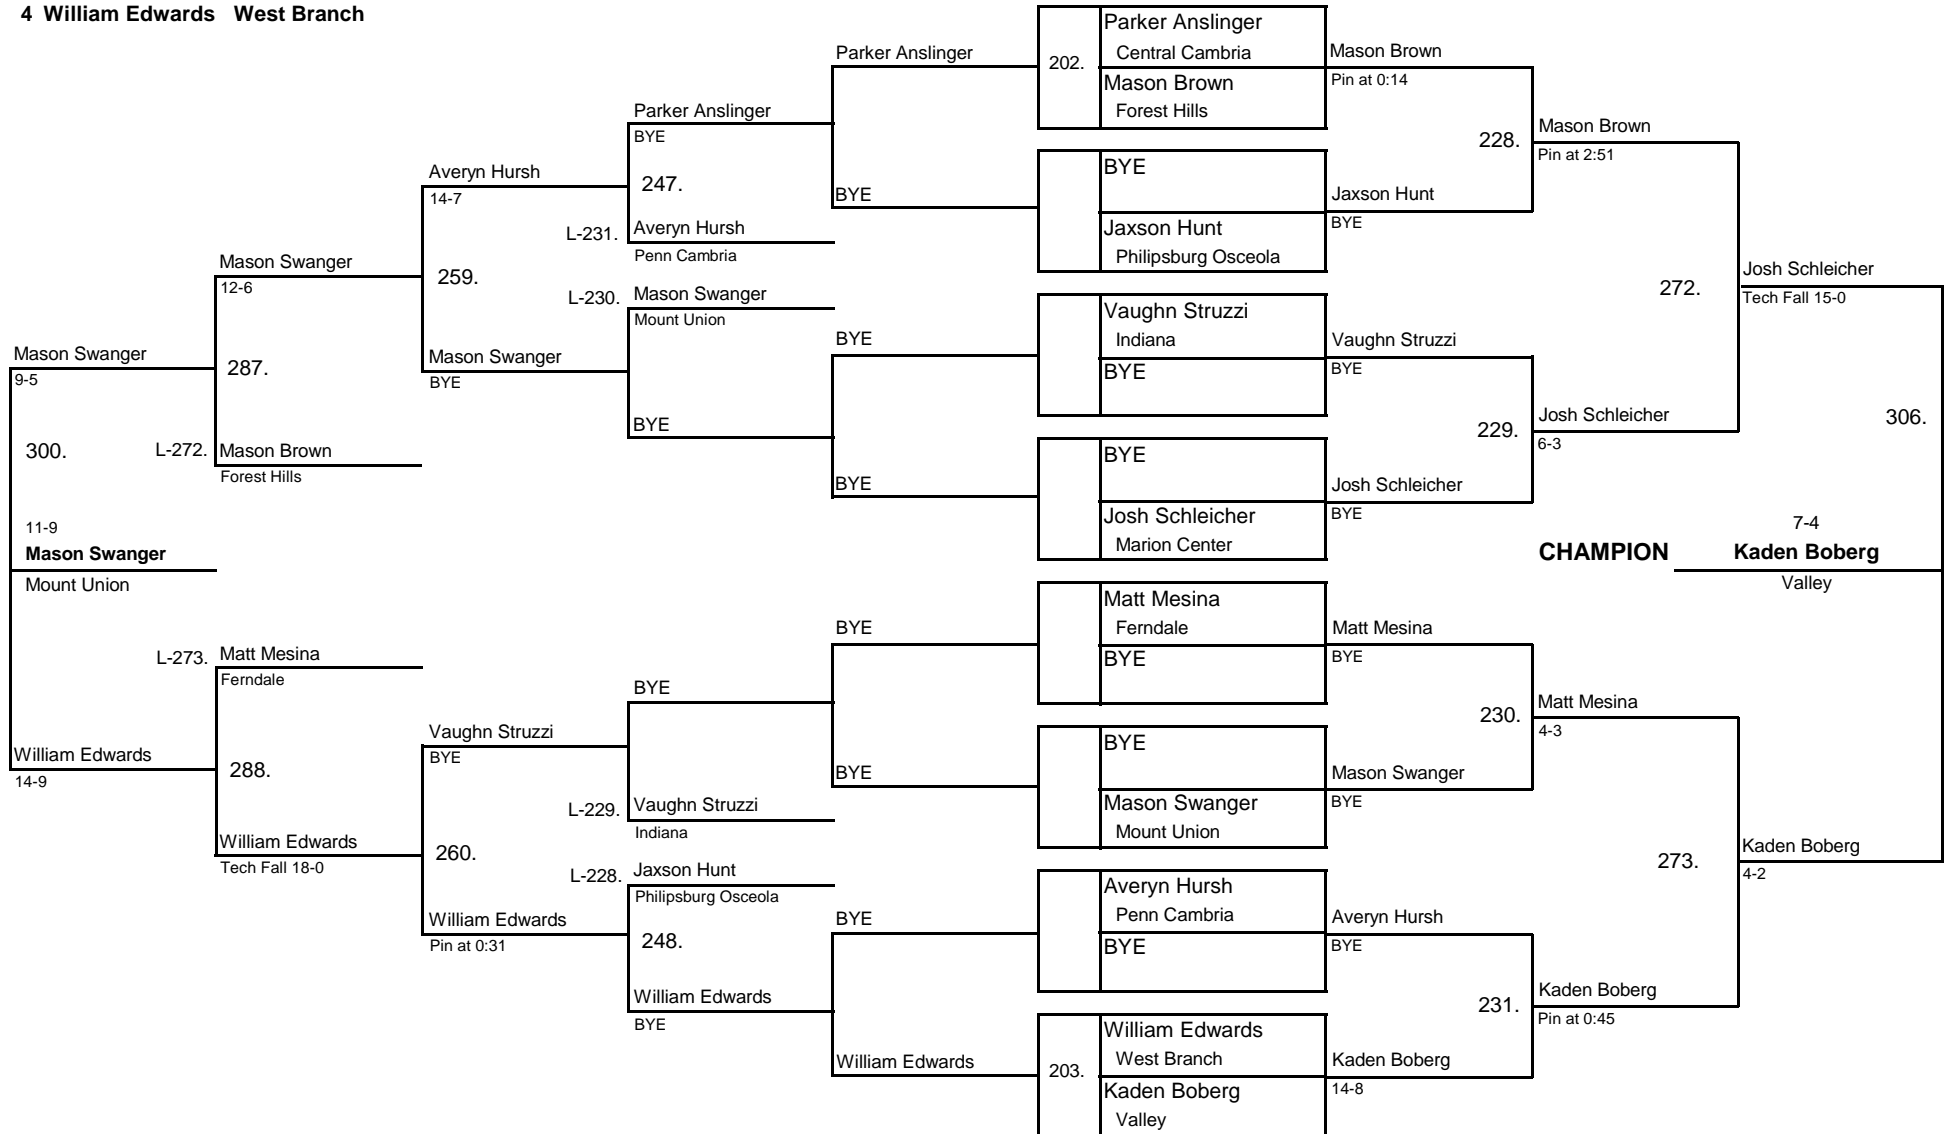 4 William Edwards West Branch
Parker Anslinger
Parker Anslinger
Central Cambria
Mason Brown
202.
Mason Brown
Pin at 0:14
Forest Hills
Parker Anslinger
BYE
228.
Mason Brown
Pin at 2:51
BYE
Averyn Hursh
14-7
247.
BYE
Jaxson Hunt
BYE
L-231.
Averyn Hursh
Penn Cambria
Jaxson Hunt
Philipsburg Osceola
Mason Swanger
12-6
259.
L-230.
Mason Swanger
Mount Union
272.
Josh Schleicher
Tech Fall 15-0
Vaughn Struzzi
Indiana
BYE
Vaughn Struzzi
BYE
BYE
Mason Swanger
9-5
287.
Mason Swanger
BYE
BYE
229.
Josh Schleicher
6-3
306.
300.
L-272.
Mason Brown
Forest Hills
BYE
BYE
Josh Schleicher
BYE
Josh Schleicher
Marion Center
11-9
Mason Swanger
Mount Union
7-4
CHAMPION
Kaden Boberg
Valley
Matt Mesina
Ferndale
BYE
BYE
Matt Mesina
BYE
L-273.
Matt Mesina
Ferndale
BYE
230.
Matt Mesina
4-3
Vaughn Struzzi
BYE
BYE
William Edwards
14-9
288.
BYE
Mason Swanger
BYE
L-229.
Vaughn Struzzi
Indiana
Mason Swanger
Mount Union
William Edwards
Tech Fall 18-0
260.
L-228.
Jaxson Hunt
Philipsburg Osceola
273.
Kaden Boberg
4-2
Averyn Hursh
Penn Cambria
BYE
BYE
Averyn Hursh
BYE
William Edwards
Pin at 0:31
248.
William Edwards
BYE
231.
Kaden Boberg
Pin at 0:45
William Edwards
203.
William Edwards
West Branch
Kaden Boberg
Valley
Kaden Boberg
14-8